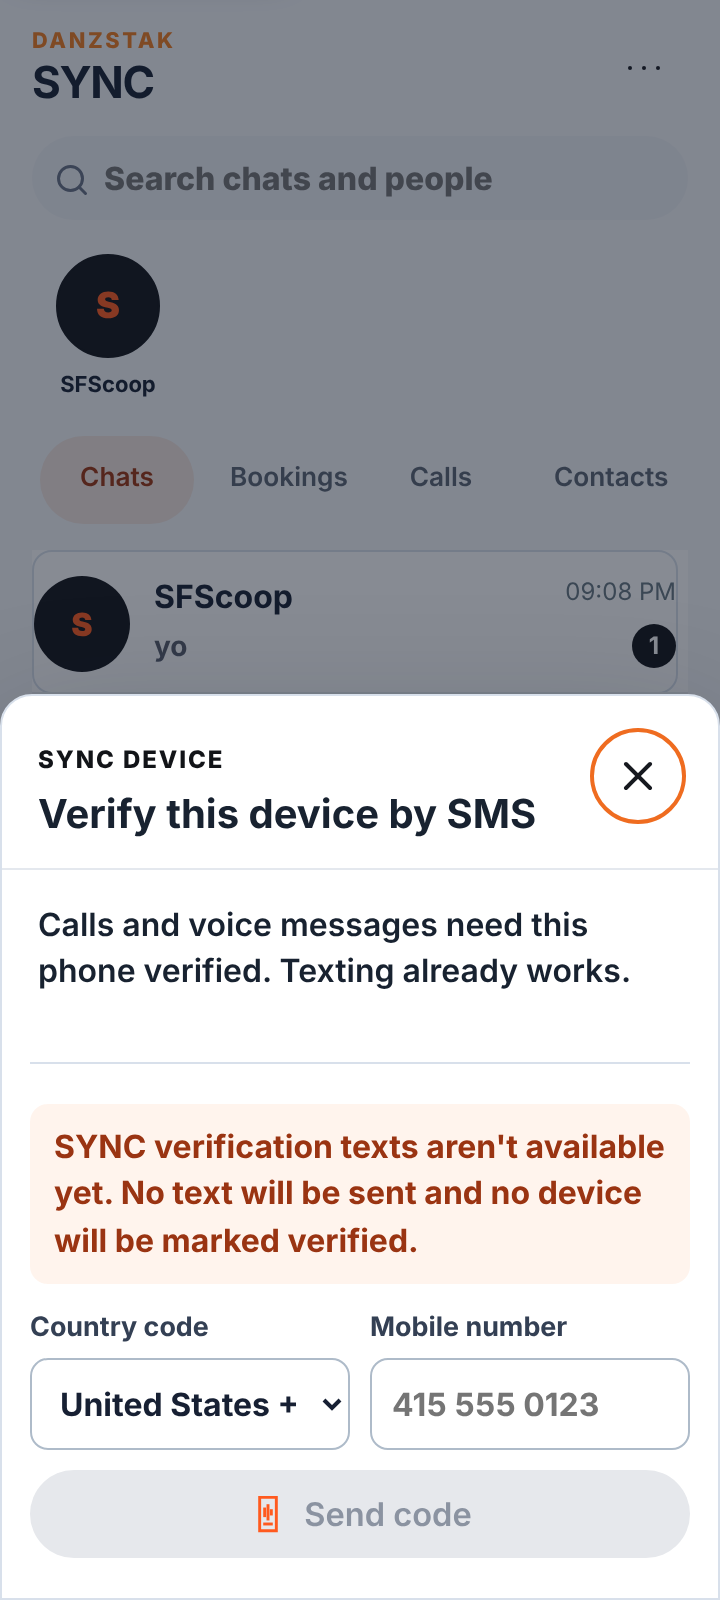 DANZSTAK
SYNC
...
Search chats and people
S
SFScoop
Chats Bookings Calls Contacts
S
SFScoop 09:08 PM
yo 1
SYNC DEVICE
Verify this device by SMS
Calls and voice messages need this
phone verified. Texting already works.
SYNC verification texts aren't available
yet. No text will be sent and no device
will be marked verified.
Country code Mobile number
United States + 415 555 0123
Send code